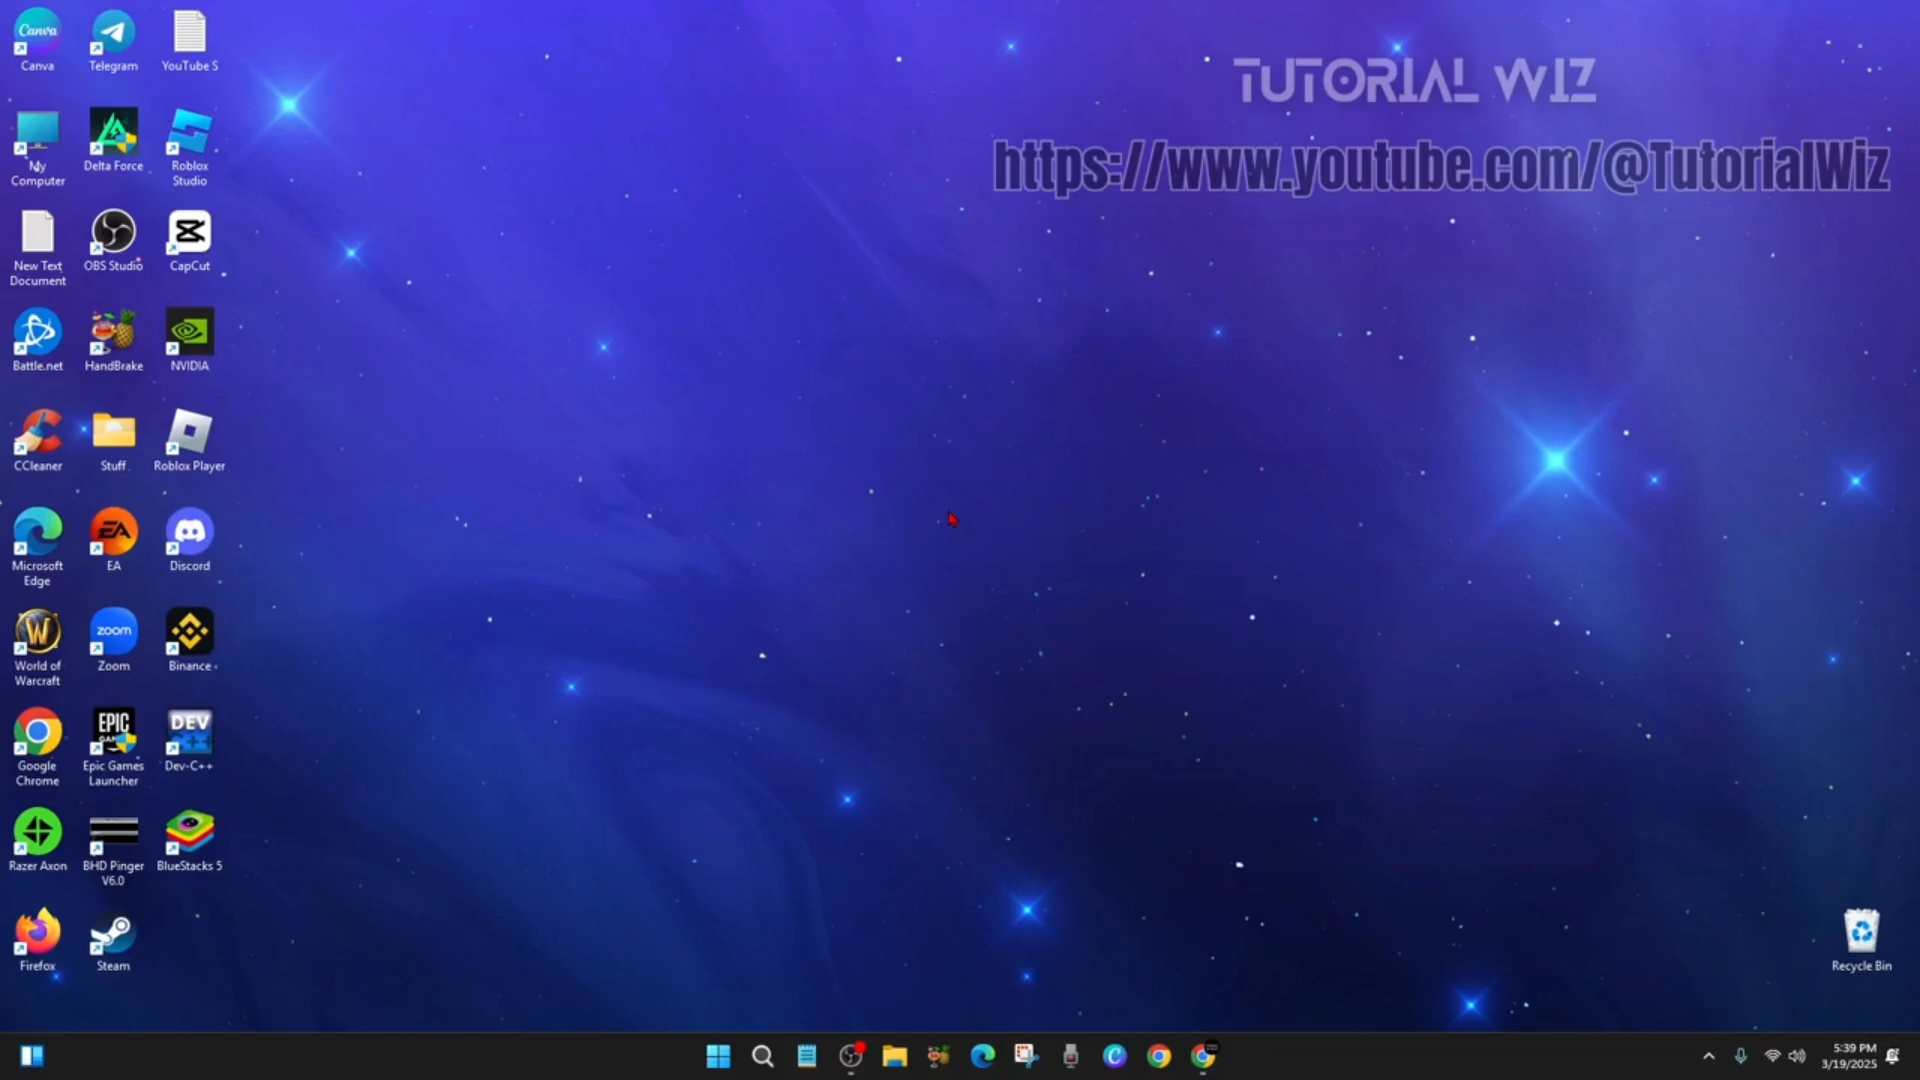 TUTORIAL WIZ
https://www.youtube.com/@TutorialWiz
Canva
Canva
Telegram
YouTube S
My
Computer
Delta Force
Roblox
Studio
New Text
Document
OBS Studio
CapCut
Battle.net
HandBrake
NVIDIA
CCleaner
Stuff
Roblox Player
Microsoft
Edge
EA
EA
Discord
World of
Warcraft
zoom
Zoom
Binance
Google
Chrome
EPIC
Epic Games
Launcher
DEV
Dev-C++
Razer Axon
BHD Pinger
V6.0
BlueStacks 5
Firefox
Steam
Recycle Bin
5:39 PM
3/19/2025